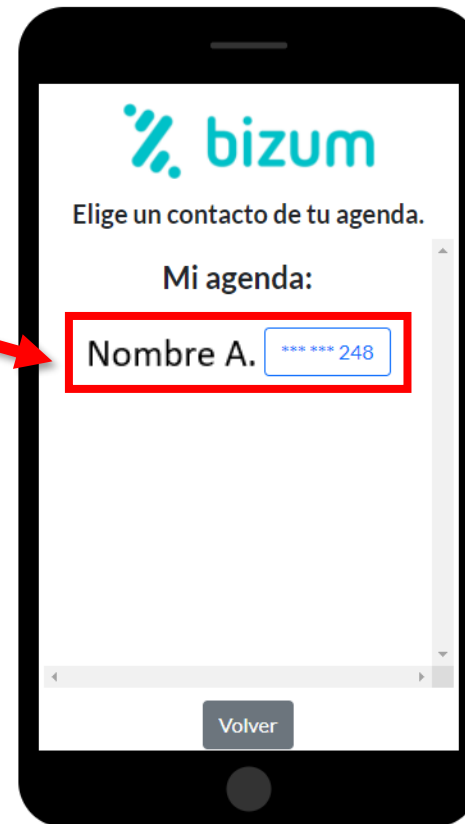 bizum
Elige un contacto de tu agenda.
Mi agenda:
Nombre A. *** *** 248
Volver